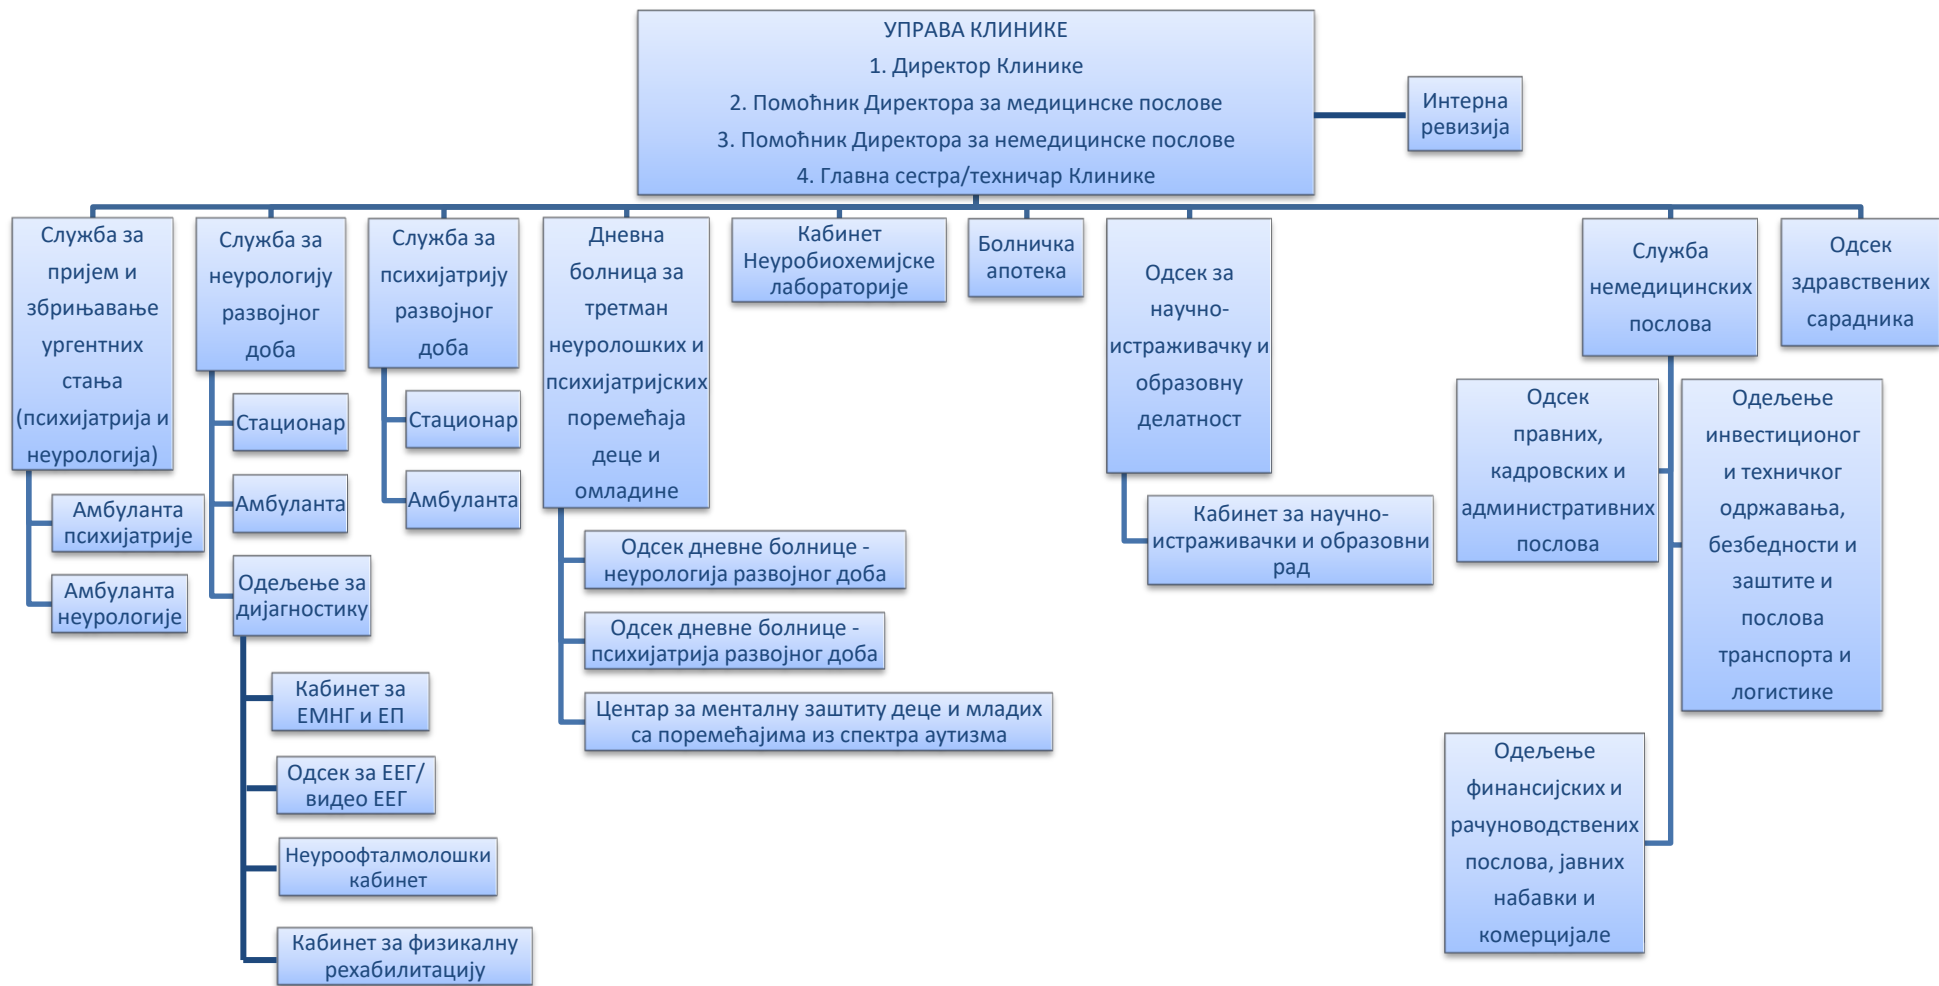 УПРАВА КЛИНИКЕ
1. Директор Клинике
2. Помоћник Директора за медицинске послове
3. Помоћник Директора за немедицинске послове
4. Главна сестра/техничар Клинике
Интерна
ревизија
Служба за
пријем и
збрињавање
ургентних
стања
(психијатрија и
неурологија)
Амбуланта
психијатрије
Амбуланта
неурологије
Служба за
неурологију
развојног
доба
Стационар
Амбуланта
Одељење за
дијагностику
Кабинет за
ЕМНГ и ЕП
Одсек за ЕЕГ/
видео ЕЕГ
Неуроофталмолошки
кабинет
Кабинет за физикалну
рехабилитацију
Служба за
психијатрију
развојног
доба
Стационар
Амбуланта
Дневна
болница за
третман
неуролошких и
психијатријских
поремећаја
деце и
омладине
Одсек дневне болнице -
неурологија развојног доба
Одсек дневне болнице -
психијатрија развојног доба
Центар за менталну заштиту деце и младих
са поремећајима из спектра аутизма
Кабинет
Неуробиохемијске
лабораторије
Болничка
апотека
Одсек за
научно-
истраживачку и
образовну
делатност
Кабинет за научно-
истраживачки и образовни
рад
Служба
немедицинских
послова
Одсек
правних,
кадровских и
административних
послова
Одељење
инвестиционог
и техничког
одржавања,
безбедности и
заштите и
послова
транспорта и
логистике
Одељење
финансијских и
рачуноводствених
послова, јавних
набавки и
комерцијале
Одсек
здравствених
сарадника